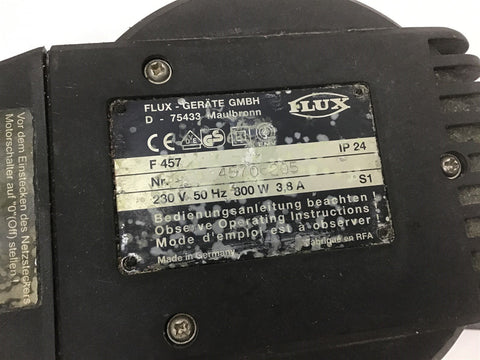 Vor dem Einstecken des Netzsteckers
Motorschalter auf "0"(Off) stellen!
FLUX - GERÄTE GMBH
D - 75433 Maulbronn
FLUX
CE GS
F 457 IP 24
Nr.
230 V 50 Hz 800 W 3,8 A S1
Bedienungsanleitung beachten!
Observe Operating Instructions
Mode d'emploi est à observer
Made in Germany Fabriqué en RFA